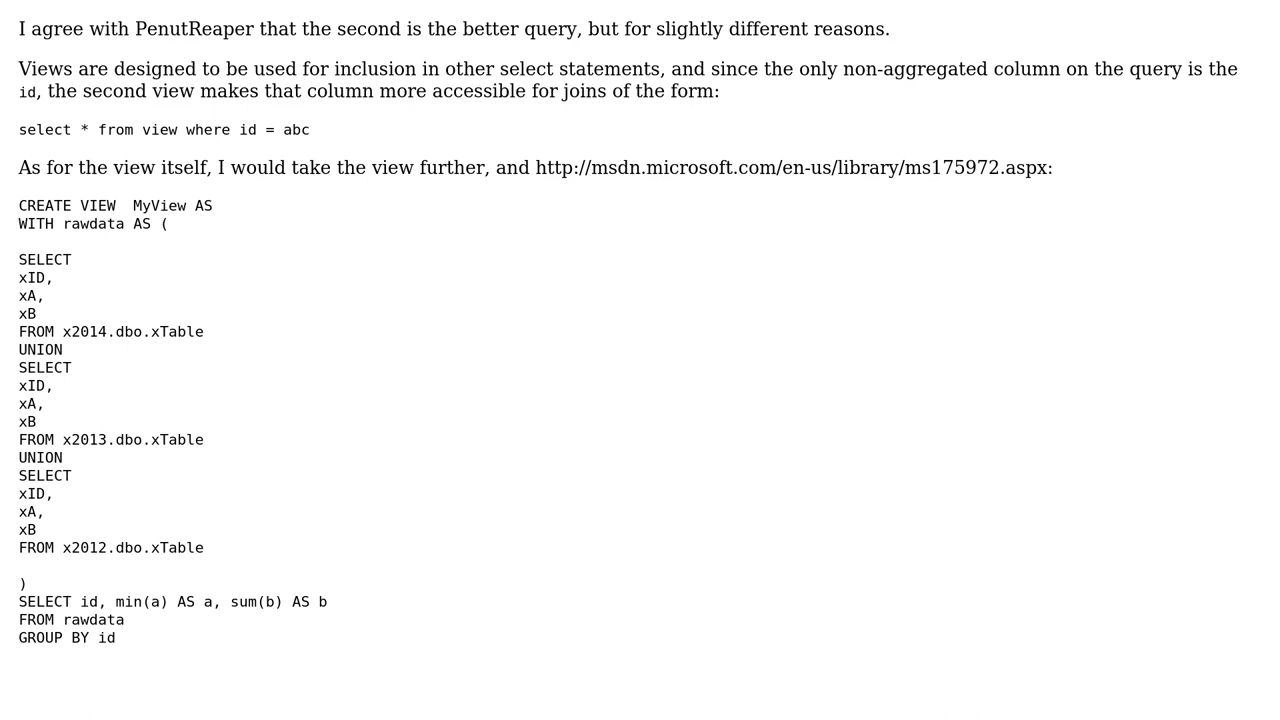 I agree with PenutReaper that the second is the better query, but for slightly different reasons.
Views are designed to be used for inclusion in other select statements, and since the only non-aggregated column on the query is the
id, the second view makes that column more accessible for joins of the form:
select * from view where id = abc
As for the view itself, I would take the view further, and http://msdn.microsoft.com/en-us/library/ms175972.aspx:
CREATE VIEW  MyView AS
WITH rawdata AS (
SELECT
xID,
xA,
xB
FROM x2014.dbo.xTable
UNION
SELECT
xID,
xA,
xB
FROM x2013.dbo.xTable
UNION
SELECT
xID,
xA,
xB
FROM x2012.dbo.xTable
)
SELECT id, min(a) AS a, sum(b) AS b
FROM rawdata
GROUP BY id